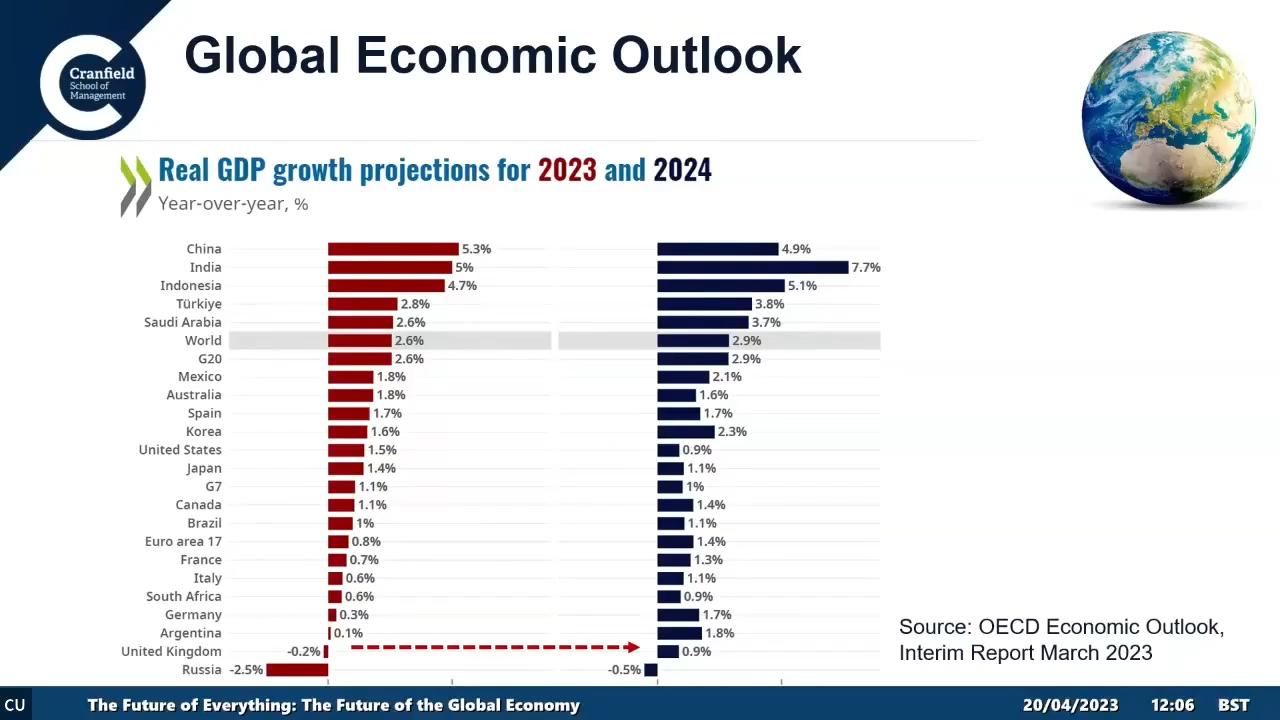 Global Economic Outlook
Cranfield
School of
Management
Real GDP growth projections for 2023 and 2024
Year-over-year, %
China 5.3% 4.9%
India 5% 7.7%
Indonesia 4.7% 5.1%
Türkiye 2.8% 3.8%
Saudi Arabia 2.6% 3.7%
World 2.6% 2.9%
G20 2.6% 2.9%
Mexico 1.8% 2.1%
Australia 1.8% 1.6%
Spain 1.7% 1.7%
Korea 1.6% 2.3%
United States 1.5% 0.9%
Japan 1.4% 1.1%
G7 1.1% 1%
Canada 1.1% 1.4%
Brazil 1% 1.1%
Euro area 17 0.8% 1.4%
France 0.7% 1.3%
Italy 0.6% 1.1%
South Africa 0.6% 0.9%
Germany 0.3% 1.7%
Argentina 0.1% 1.8%
United Kingdom -0.2% 0.9%
Russia -2.5% -0.5%
Source: OECD Economic Outlook,
Interim Report March 2023
CU The Future of Everything: The Future of the Global Economy 20/04/2023 12:06 BST